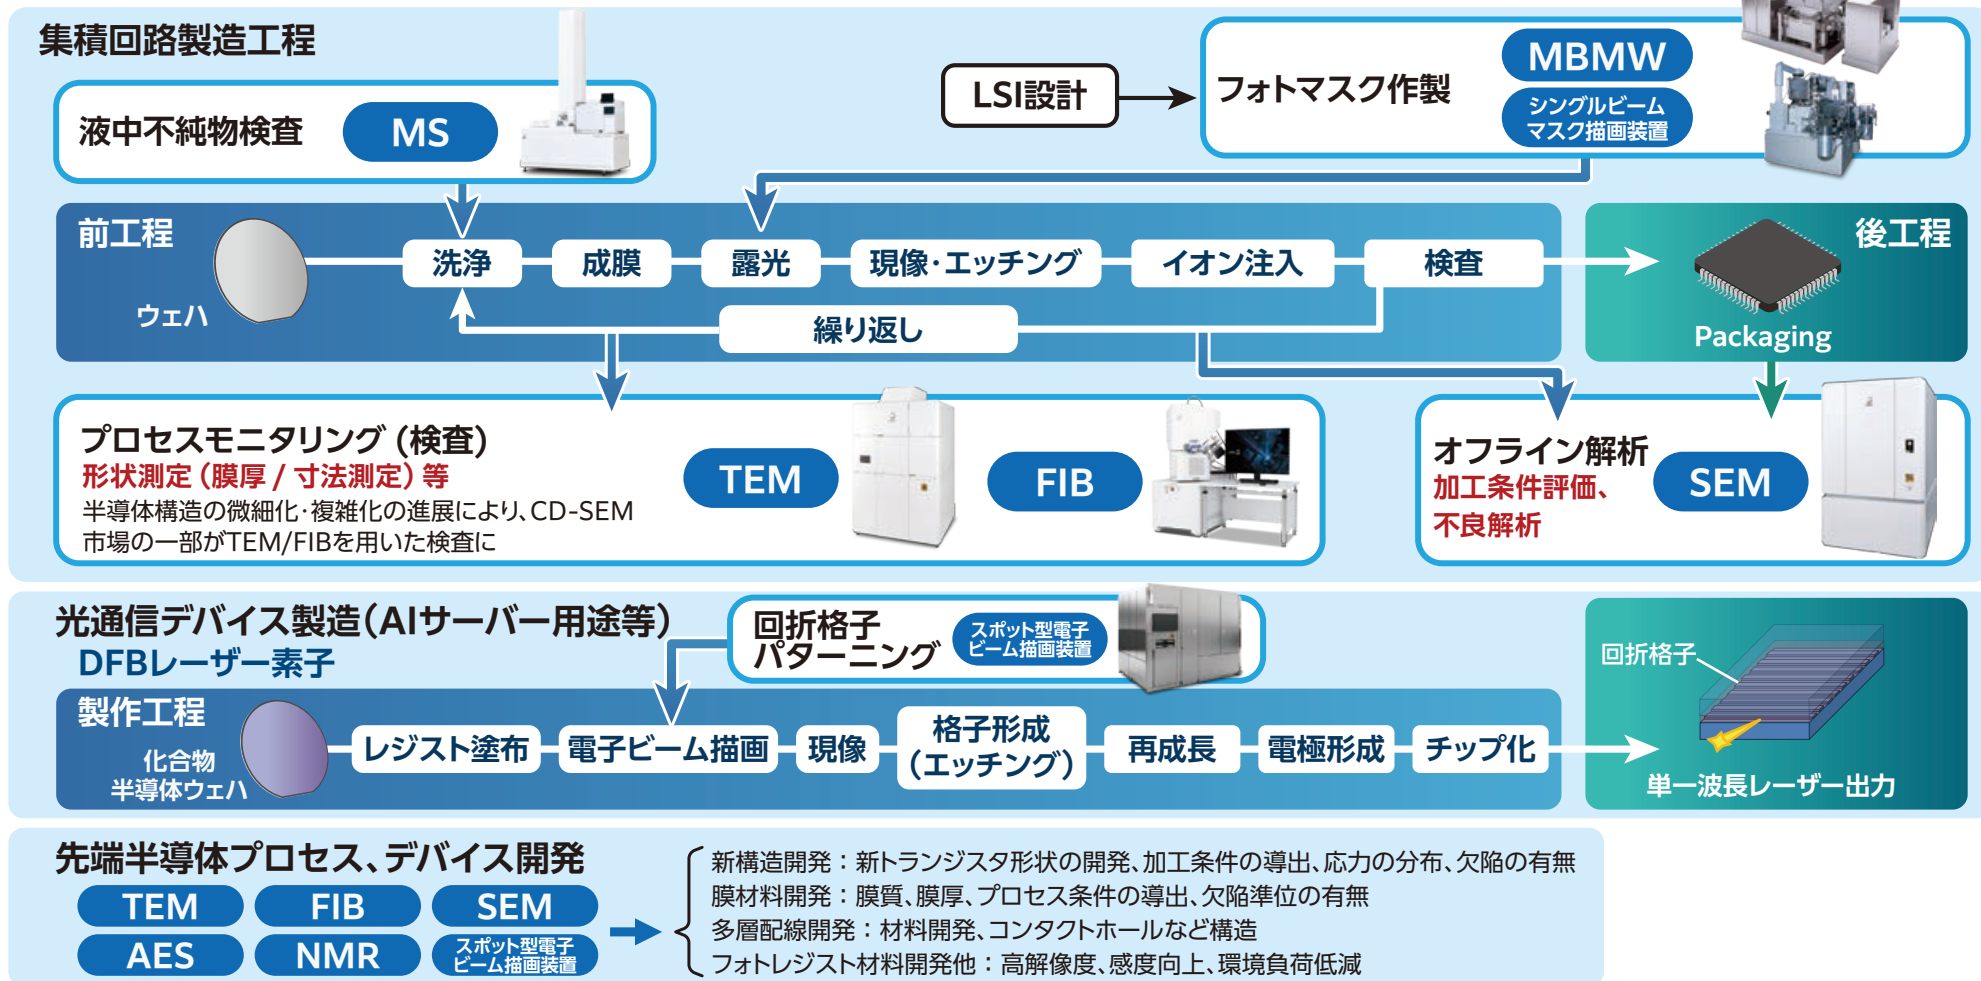 集積回路製造工程
液中不純物検査
MS
LSI設計
フォトマスク作製
MBMW
シングルビーム
マスク描画装置
前工程
ウェハ
洗浄
成膜
露光
現像・エッチング
イオン注入
検査
繰り返し
後工程
Packaging
プロセスモニタリング (検査)
形状測定 (膜厚 / 寸法測定) 等
半導体構造の微細化・複雑化の進展により、CD-SEM
市場の一部がTEM/FIBを用いた検査に
TEM
FIB
オフライン解析
加工条件評価、
不良解析
SEM
光通信デバイス製造(AIサーバー用途等)
DFBレーザー素子
回折格子
パターニング
スポット型電子
ビーム描画装置
製作工程
化合物
半導体ウェハ
レジスト塗布
電子ビーム描画
現像
格子形成
(エッチング)
再成長
電極形成
チップ化
回折格子
単一波長レーザー出力
先端半導体プロセス、デバイス開発
TEM
FIB
SEM
AES
NMR
スポット型電子
ビーム描画装置
新構造開発：新トランジスタ形状の開発、加工条件の導出、応力の分布、欠陥の有無
膜材料開発：膜質、膜厚、プロセス条件の導出、欠陥準位の有無
多層配線開発：材料開発、コンタクトホールなど構造
フォトレジスト材料開発他：高解像度、感度向上、環境負荷低減